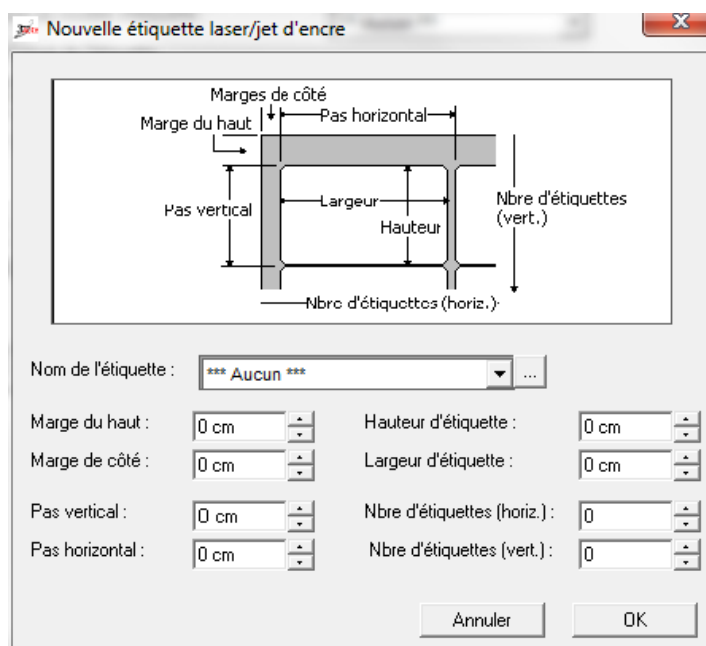 Nouvelle étiquette laser/jet d'encre
Marges de côté
Pas horizontal
Marge du haut
Largeur
Nbre d'étiquettes
(vert.)
Pas vertical
Hauteur
Nbre d'étiquettes (horiz.)
Nom de l'étiquette :
*** Aucun ***
...
Marge du haut :
0 cm
Hauteur d'étiquette :
0 cm
Marge de côté :
0 cm
Largeur d'étiquette :
0 cm
Pas vertical :
0 cm
Nbre d'étiquettes (horiz.) :
0
Pas horizontal :
0 cm
Nbre d'étiquettes (vert.) :
0
Annuler
OK